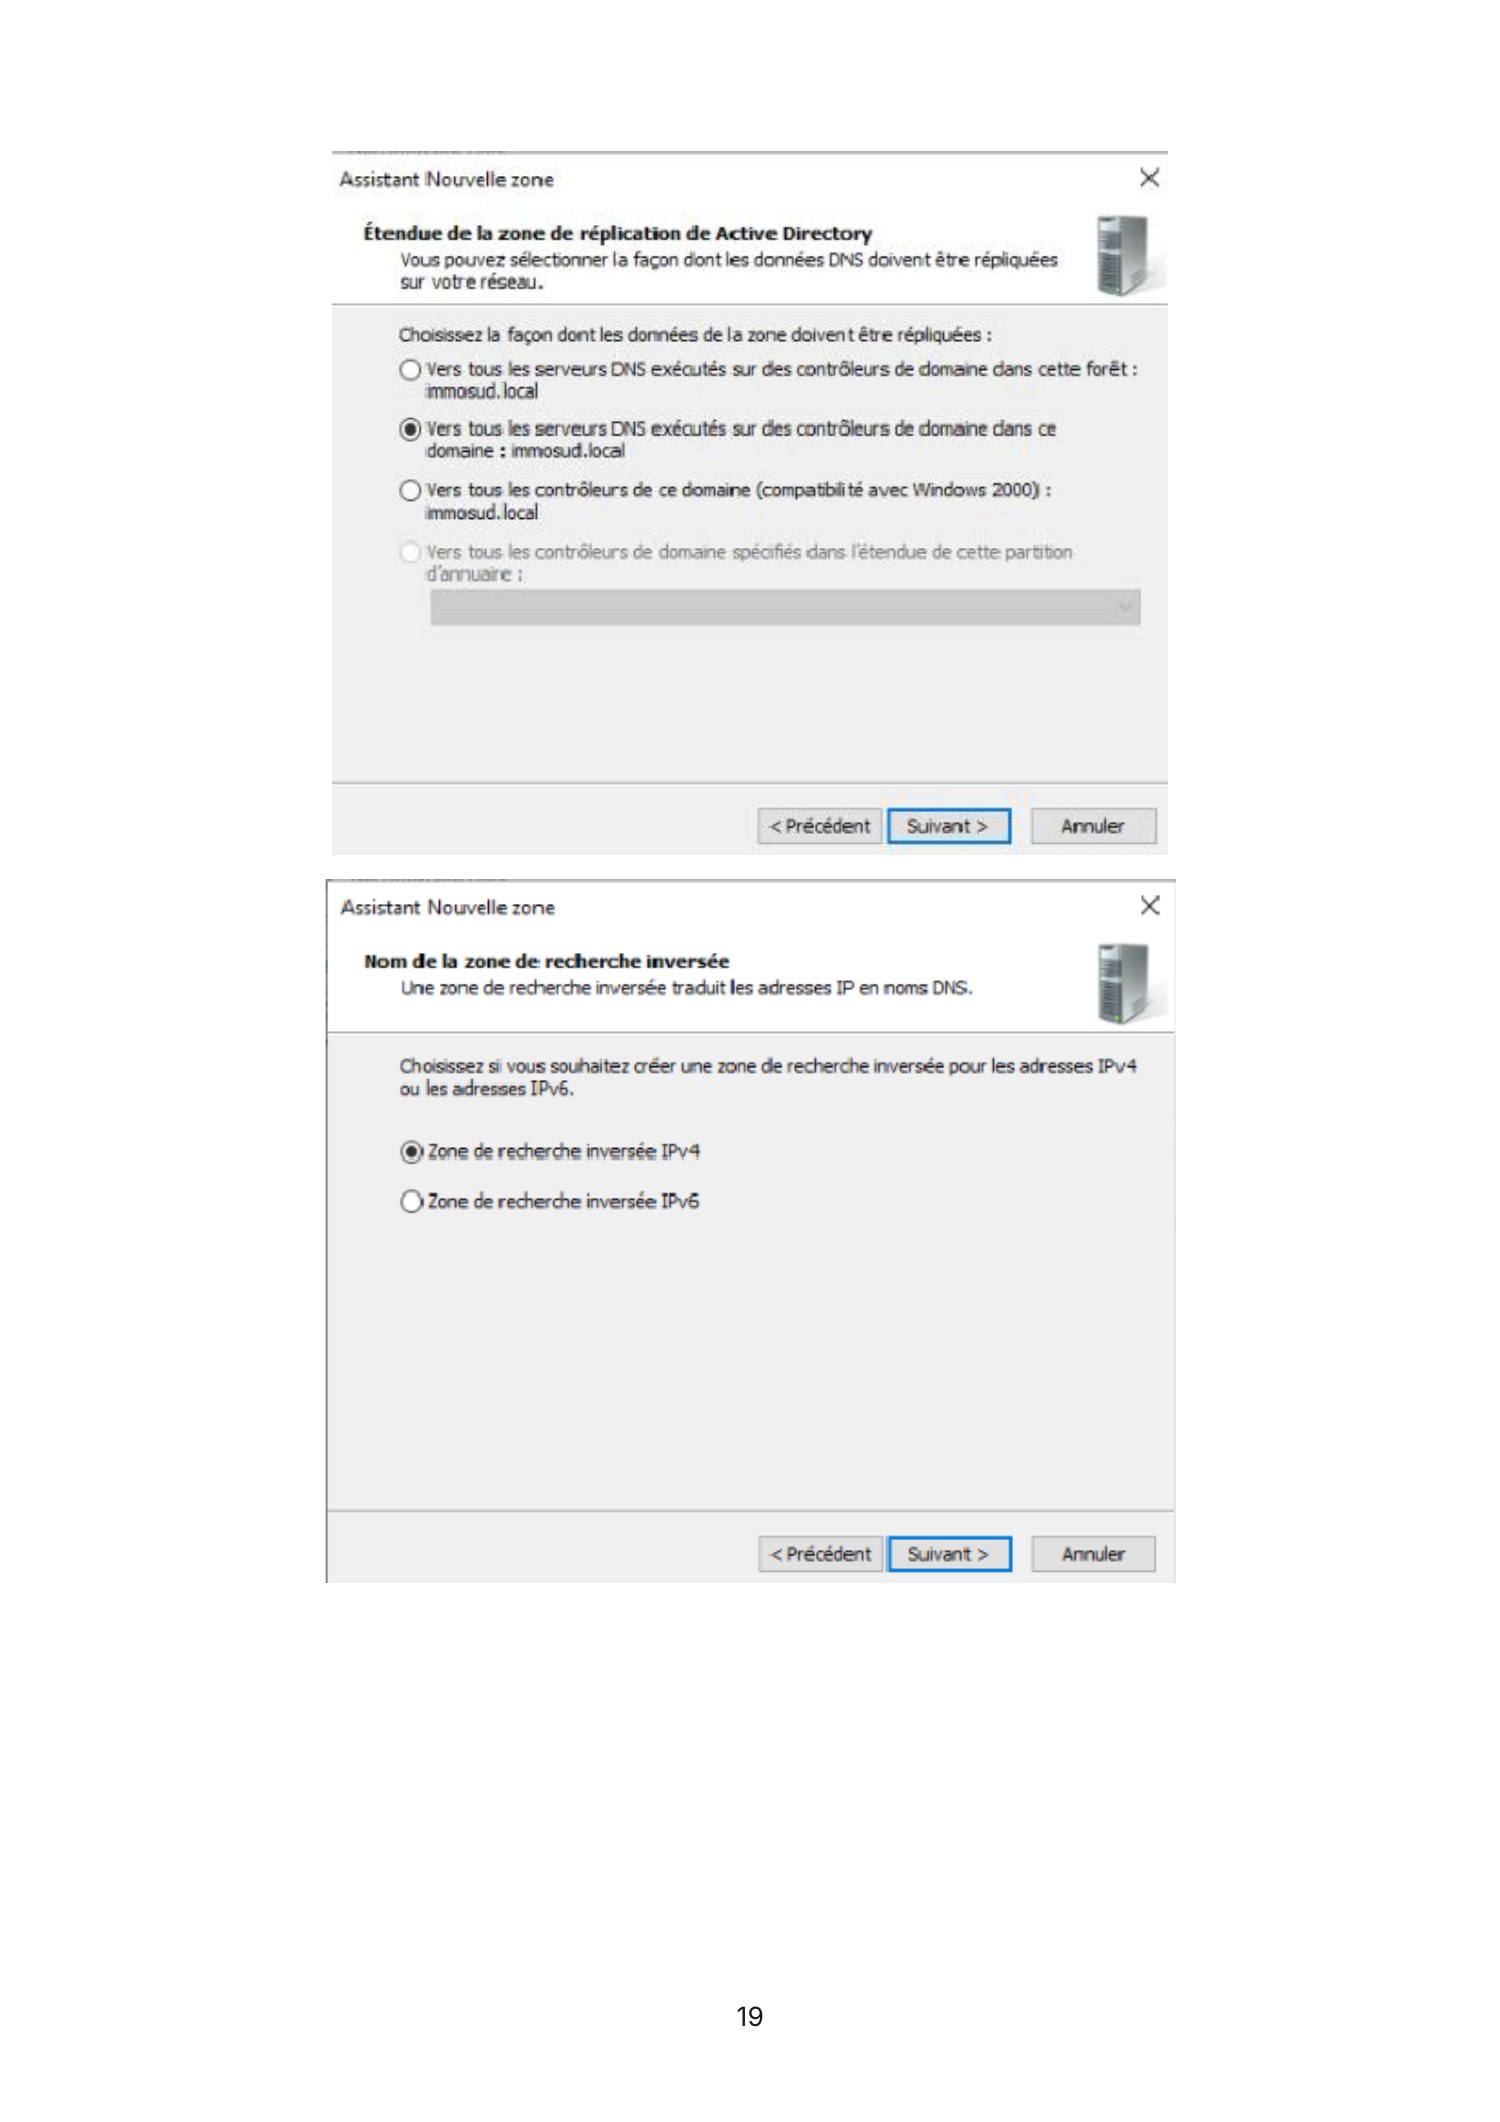 Assistant Nouvelle zone
Étendue de la zone de réplication de Active Directory
Vous pouvez sélectionner la façon dont les données DNS doivent être répliquées
sur votre réseau.
Choisissez la façon dont les données de la zone doivent être répliquées :
Vers tous les serveurs DNS exécutés sur des contrôleurs de domaine dans cette forêt :
immosud.local
Vers tous les serveurs DNS exécutés sur des contrôleurs de domaine dans ce
domaine : immosud.local
Vers tous les contrôleurs de ce domaine (compatibilité avec Windows 2000) :
immosud.local
Vers tous les contrôleurs de domaine spécifiés dans l'étendue de cette partition
d'annuaire :
< Précédent Suivant > Annuler
Assistant Nouvelle zone
Nom de la zone de recherche inversée
Une zone de recherche inversée traduit les adresses IP en noms DNS.
Choisissez si vous souhaitez créer une zone de recherche inversée pour les adresses IPv4
ou les adresses IPv6.
Zone de recherche inversée IPv4
Zone de recherche inversée IPv6
< Précédent Suivant > Annuler
19